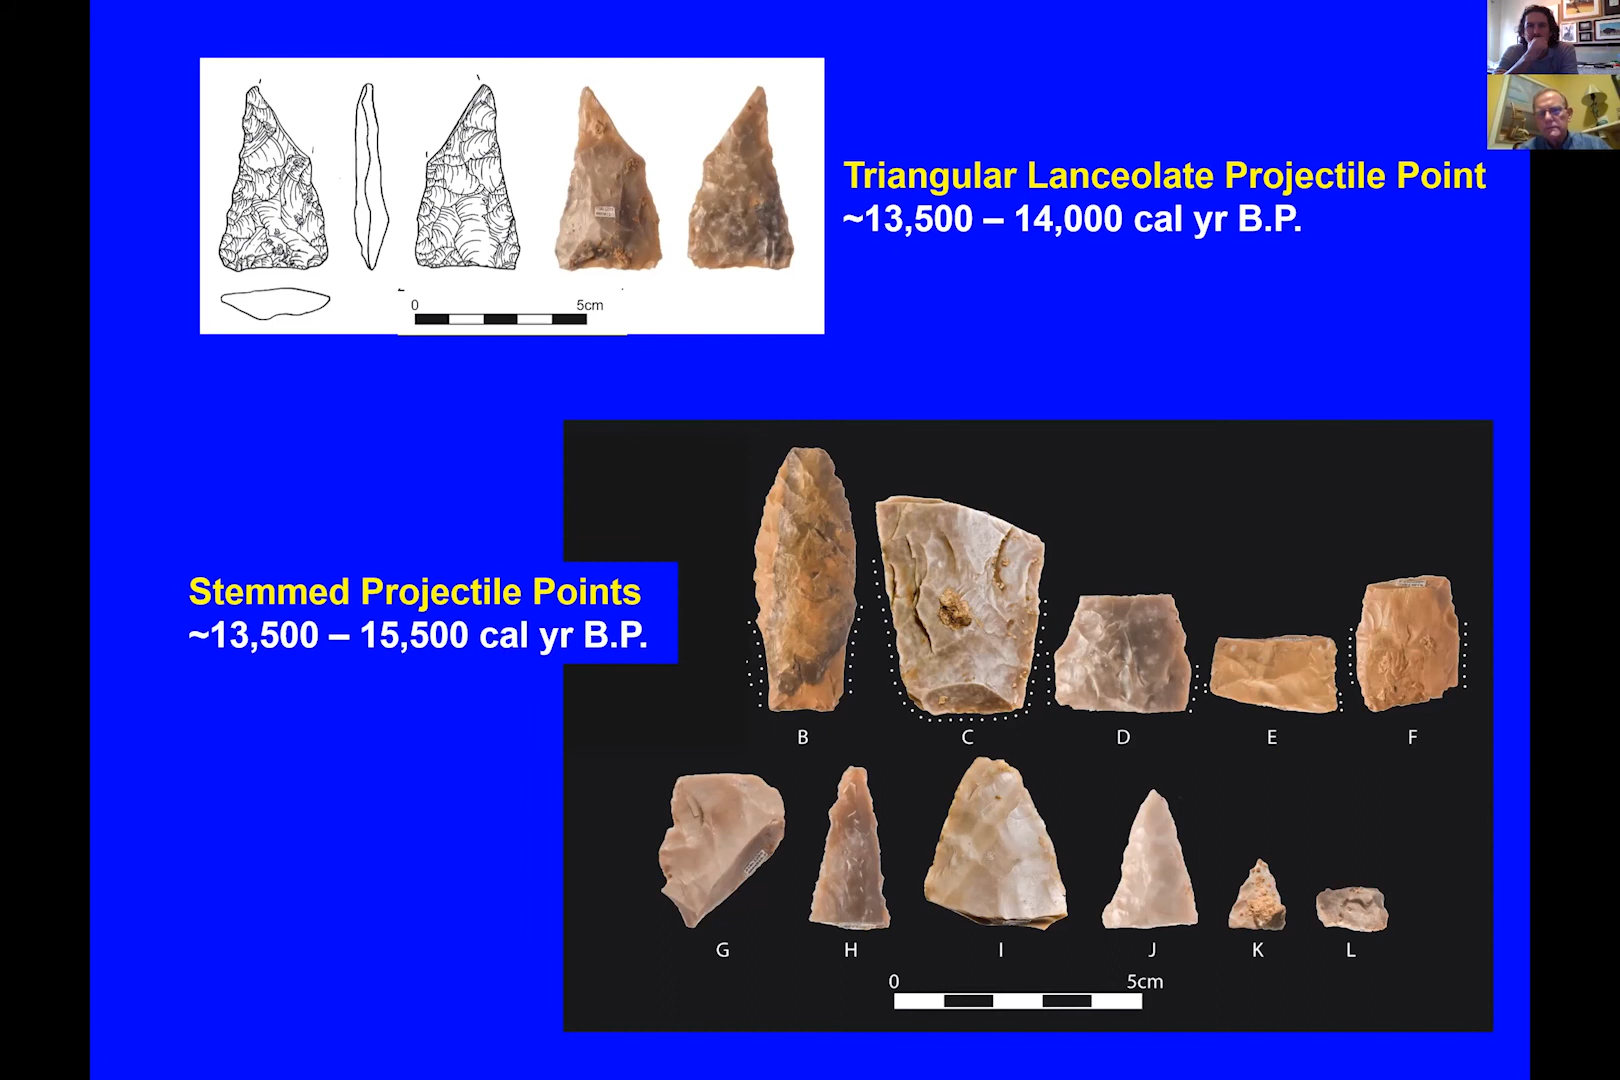 Triangular Lanceolate Projectile Point
~13,500 – 14,000 cal yr B.P.
0 5cm
Stemmed Projectile Points
~13,500 – 15,500 cal yr B.P.
B C D E F
G H I J K L
0 5cm